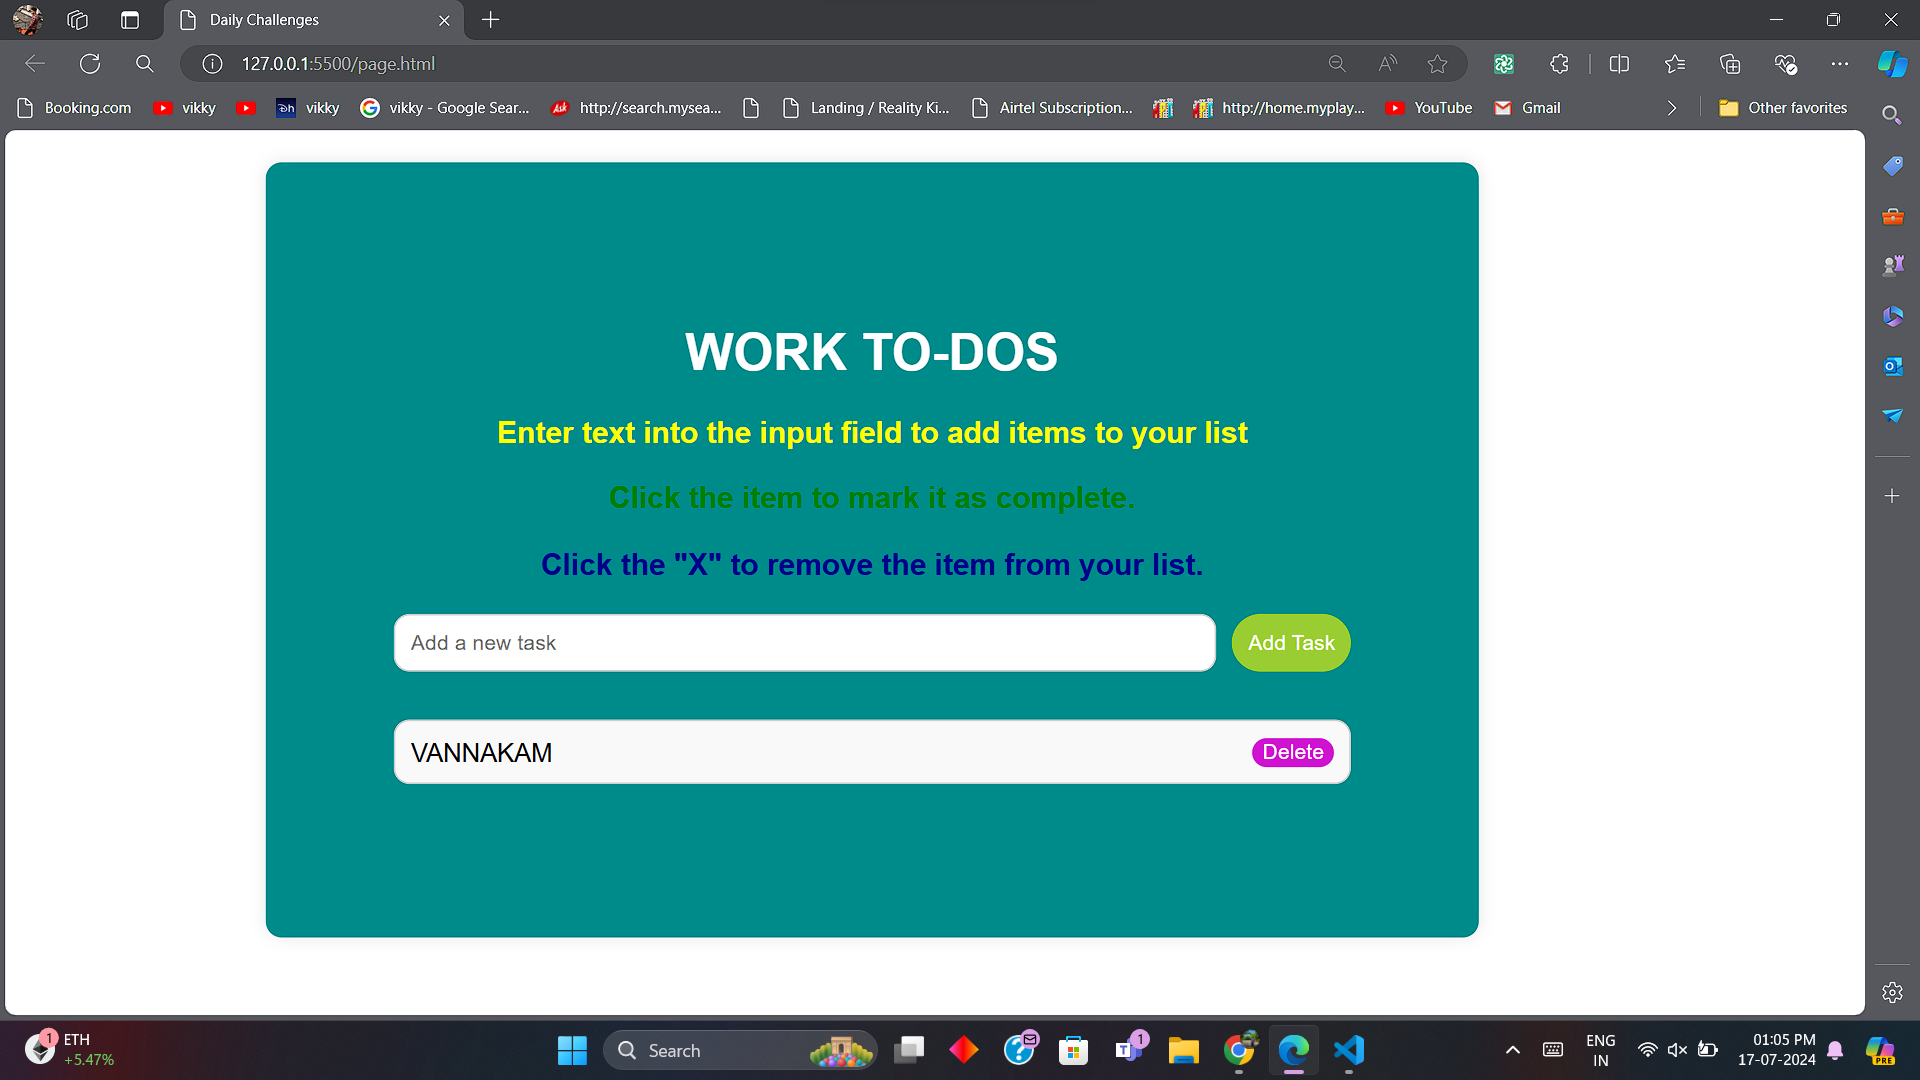 Daily Challenges
127.0.0.1:5500/page.html
Booking.com vikky vikky vikky - Google Sear... http://search.mysea... Landing / Reality Ki... Airtel Subscription... http://home.myplay... YouTube Gmail Other favorites
WORK TO-DOS
Enter text into the input field to add items to your list
Click the item to mark it as complete.
Click the "X" to remove the item from your list.
Add a new task Add Task
VANNAKAM Delete
1 ETH
+5.47%
Search
1
ENG
IN
01:05 PM
17-07-2024
PRE